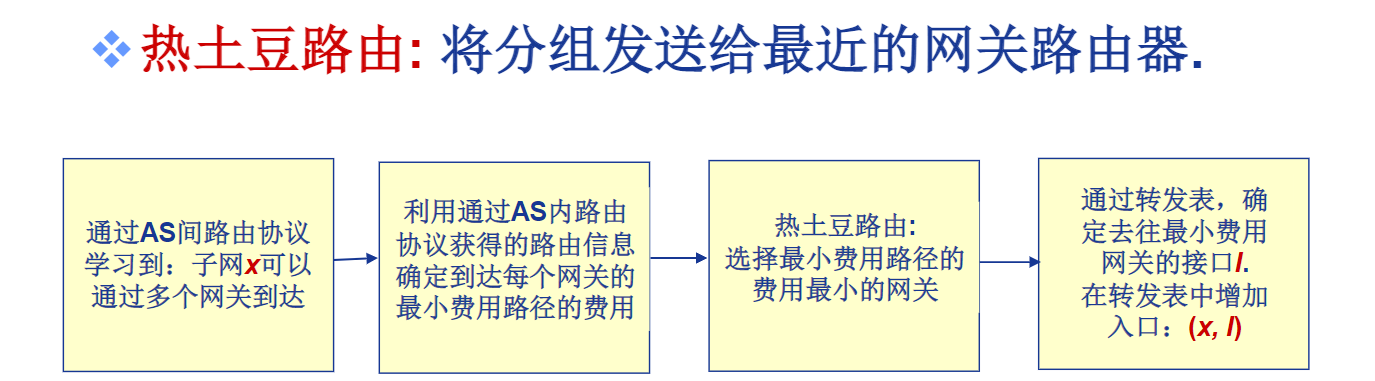 热土豆路由: 将分组发送给最近的网关路由器.
通过AS间路由协议
学习到：子网x可以
通过多个网关到达
利用通过AS内路由
协议获得的路由信息
确定到达每个网关的
最小费用路径的费用
热土豆路由:
选择最小费用路径的
费用最小的网关
通过转发表，确
定去往最小费用
网关的接口I.
在转发表中增加
入口：(x, I)